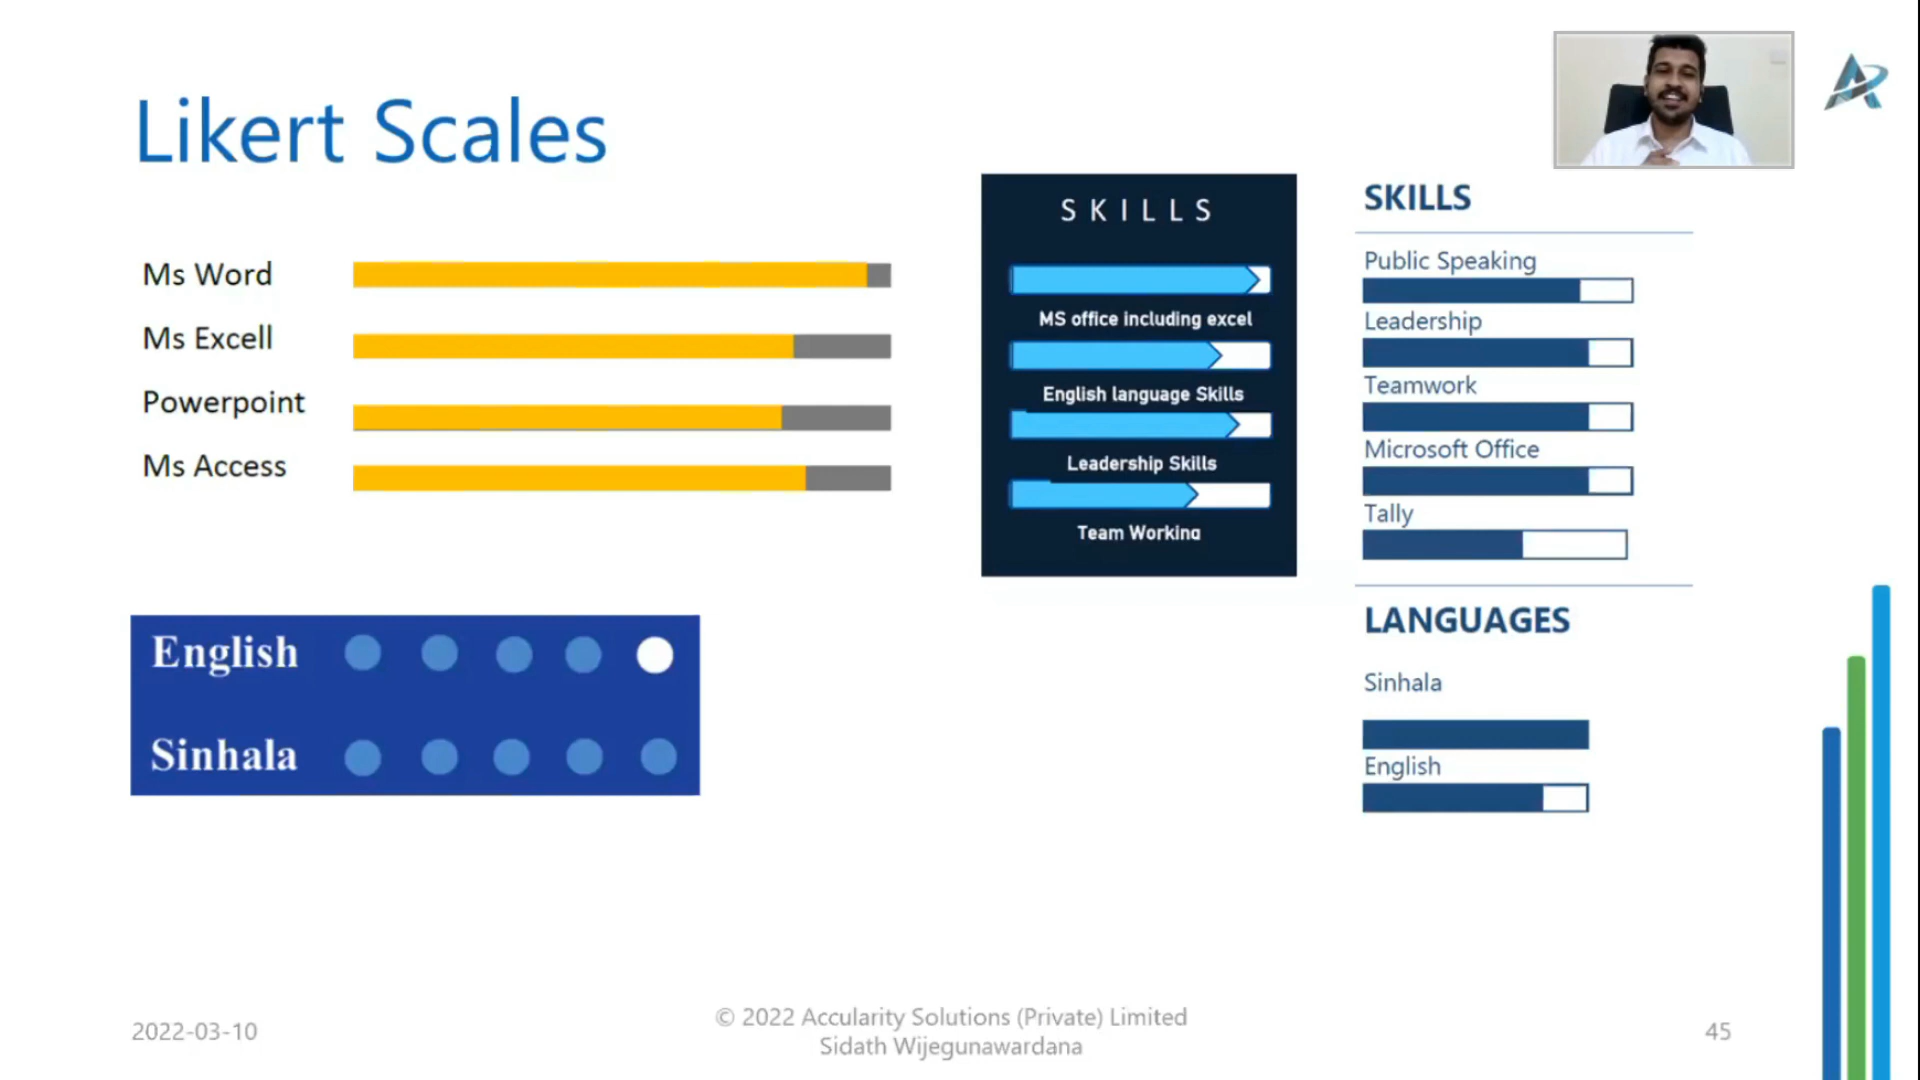 Likert Scales
Ms Word
Ms Excell
Powerpoint
Ms Access
English
Sinhala
SKILLS
MS office including excel
English language Skills
Leadership Skills
Team Working
SKILLS
Public Speaking
Leadership
Teamwork
Microsoft Office
Tally
LANGUAGES
Sinhala
English
2022-03-10
© 2022 Accularity Solutions (Private) Limited
Sidath Wijegunawardana
45